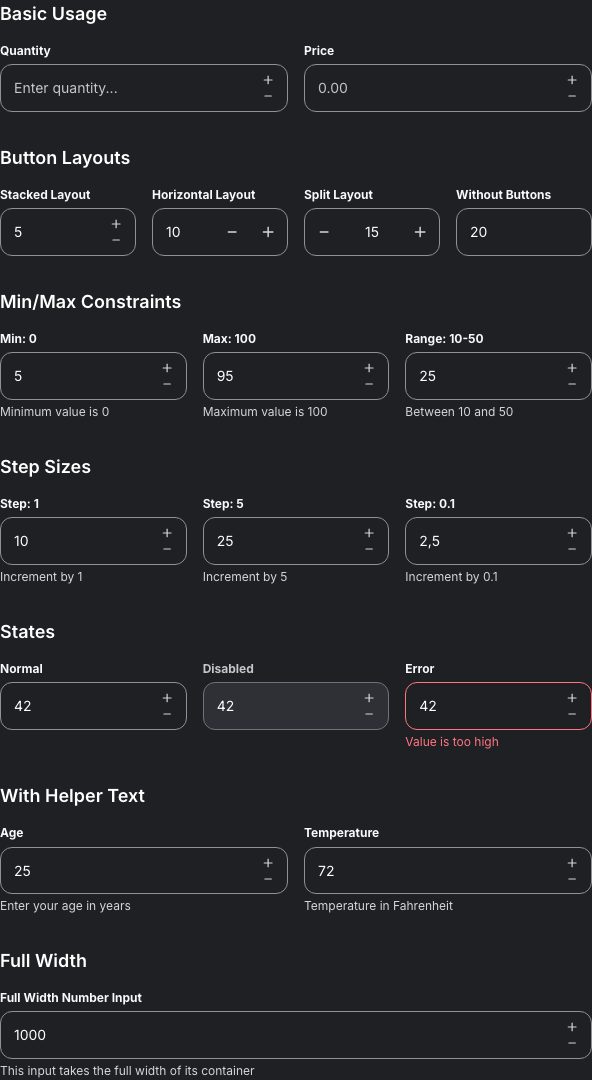 Basic Usage
Quantity Price
Enter quantity... + − 0.00 + −
Button Layouts
Stacked Layout Horizontal Layout Split Layout Without Buttons
5 + − 10 − + − 15 + 20
Min/Max Constraints
Min: 0 Max: 100 Range: 10-50
5 + − 95 + − 25 + −
Minimum value is 0 Maximum value is 100 Between 10 and 50
Step Sizes
Step: 1 Step: 5 Step: 0.1
10 + − 25 + − 2,5 + −
Increment by 1 Increment by 5 Increment by 0.1
States
Normal Disabled Error
42 + − 42 + − 42 + −
Value is too high
With Helper Text
Age Temperature
25 + − 72 + −
Enter your age in years Temperature in Fahrenheit
Full Width
Full Width Number Input
1000 + −
This input takes the full width of its container